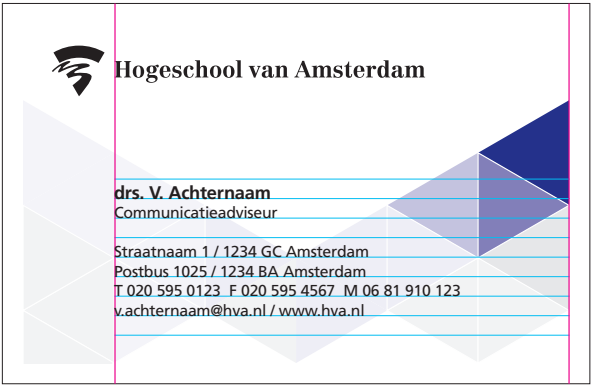 Hogeschool van Amsterdam
drs. V. Achternaam
Communicatieadviseur
Straatnaam 1 / 1234 GC Amsterdam
Postbus 1025 / 1234 BA Amsterdam
T 020 595 0123 F 020 595 4567 M 06 81 910 123
v.achternaam@hva.nl / www.hva.nl